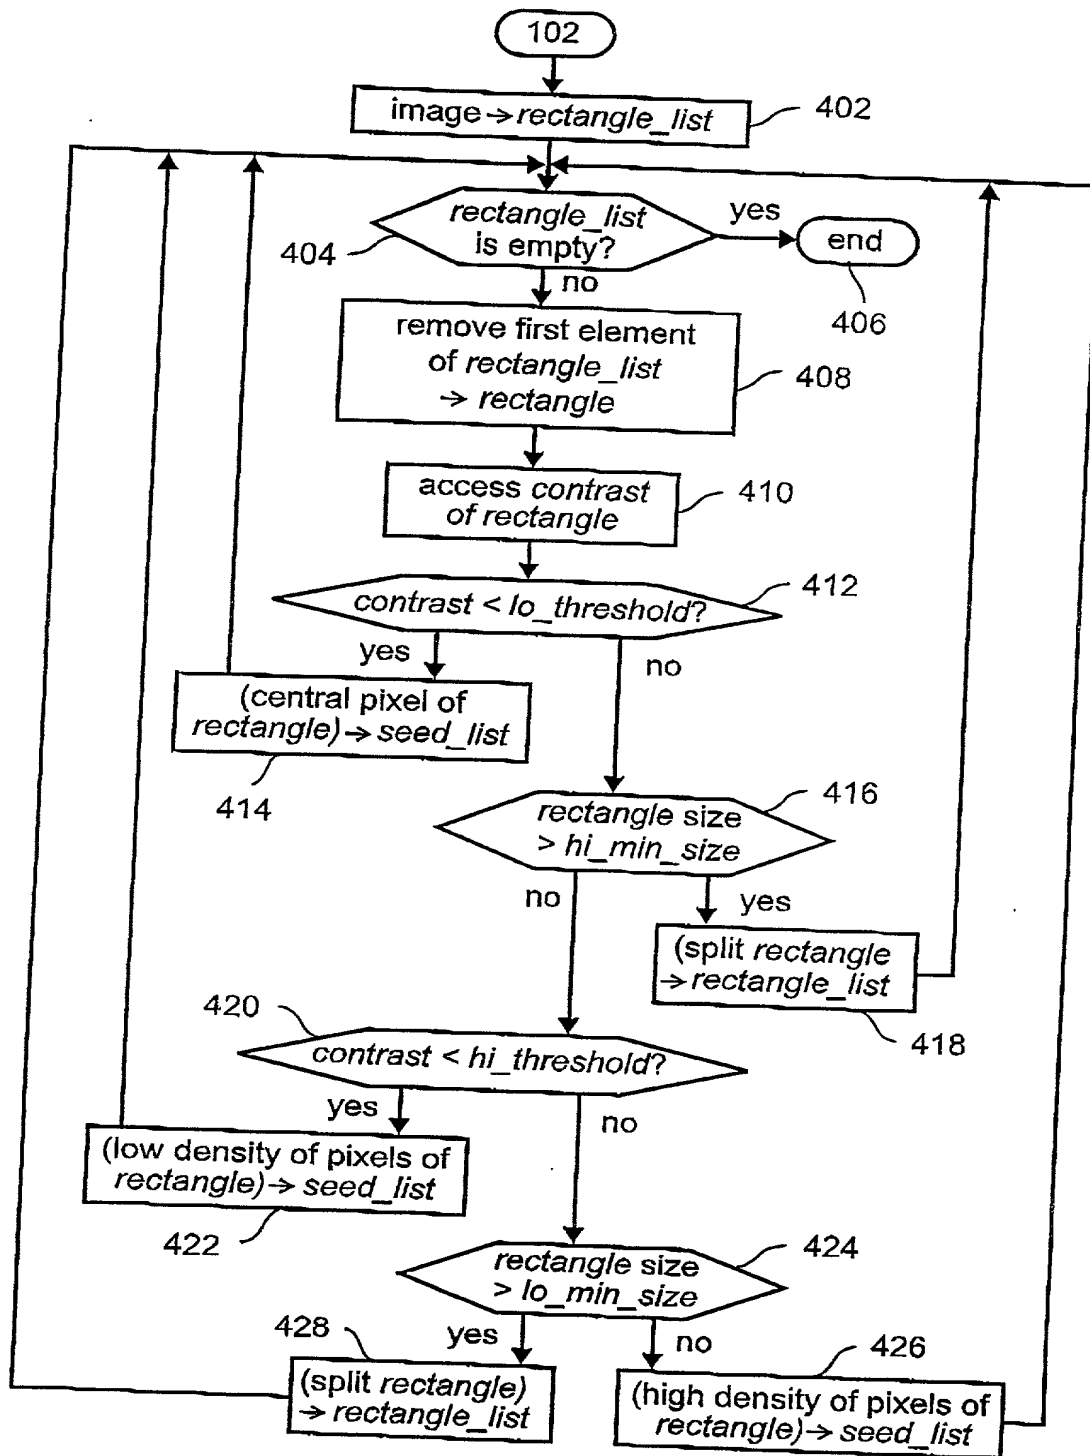 102
image → rectangle_list
402
rectangle_list
is empty?
404
yes
end
406
no
remove first element
of rectangle_list
→ rectangle
408
access contrast
of rectangle
410
contrast < lo_threshold?
412
yes
no
(central pixel of
rectangle) → seed_list
414
rectangle size
> hi_min_size
416
no
yes
(split rectangle
→ rectangle_list
418
420
contrast < hi_threshold?
yes
no
(low density of pixels of
rectangle) → seed_list
422
rectangle size
> lo_min_size
424
428
yes
no
426
(split rectangle)
→ rectangle_list
(high density of pixels of
rectangle) → seed_list